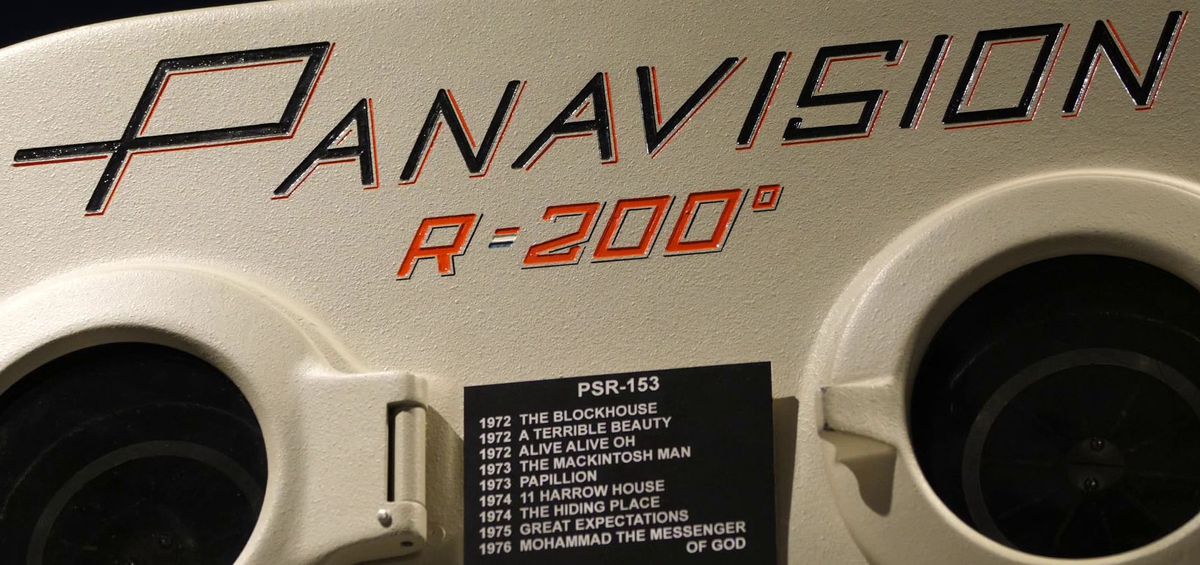 PANAVISION
R-200°
PSR-153
1972 THE BLOCKHOUSE
1972 A TERRIBLE BEAUTY
1972 ALIVE ALIVE OH
1973 THE MACKINTOSH MAN
1973 PAPILLION
1974 11 HARROW HOUSE
1974 THE HIDING PLACE
1975 GREAT EXPECTATIONS
1976 MOHAMMAD THE MESSENGER
OF GOD